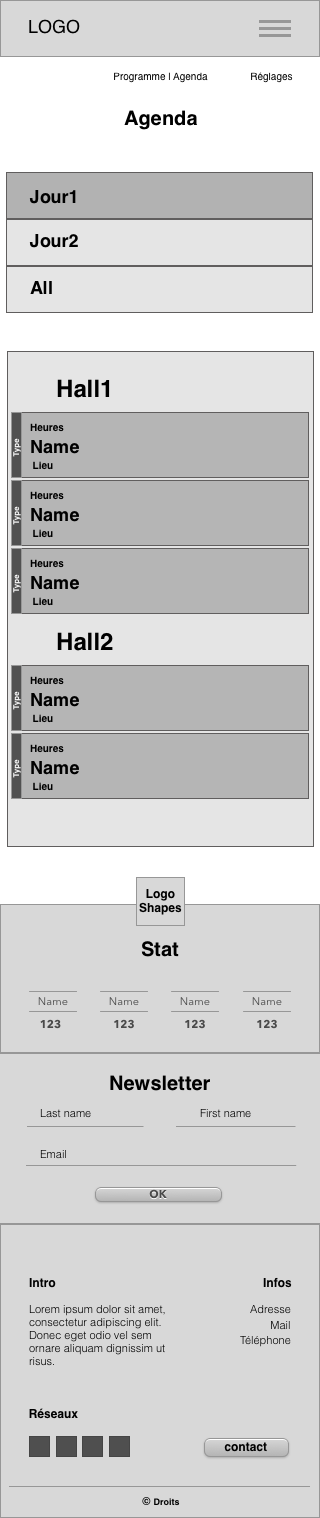 LOGO
Programme | Agenda Réglages
Agenda
Jour1
Jour2
All
Hall1
Type
Heures
Name
Lieu
Type
Heures
Name
Lieu
Type
Heures
Name
Lieu
Hall2
Type
Heures
Name
Lieu
Type
Heures
Name
Lieu
Logo
Shapes
Stat
Name Name Name Name
123 123 123 123
Newsletter
Last name First name
Email
OK
Intro
Lorem ipsum dolor sit amet,
consectetur adipiscing elit.
Donec eget odio vel sem
ornare aliquam dignissim ut
risus.
Infos
Adresse
Mail
Téléphone
Réseaux
contact
© Droits